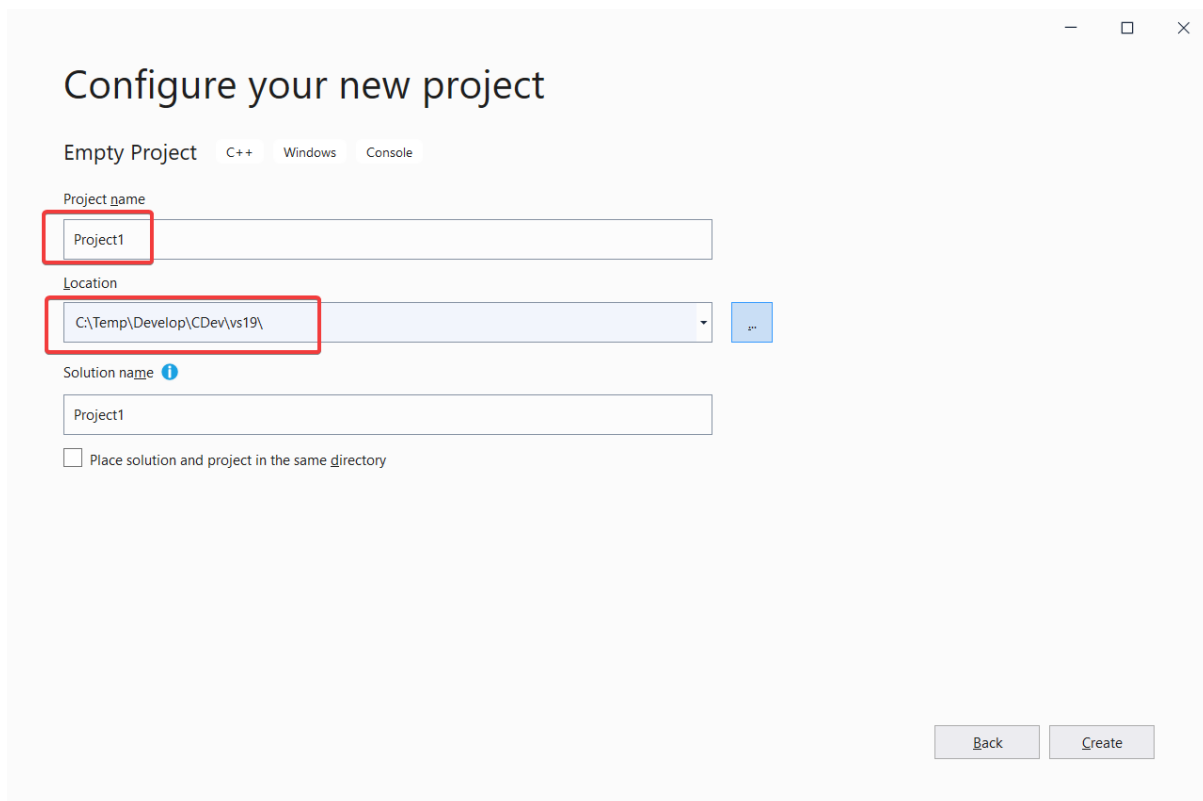 Configure your new project
Empty Project C++ Windows Console
Project name
Project1
Location
C:\Temp\Develop\CDev\vs19\
...
Solution name
Project1
Place solution and project in the same directory
Back Create